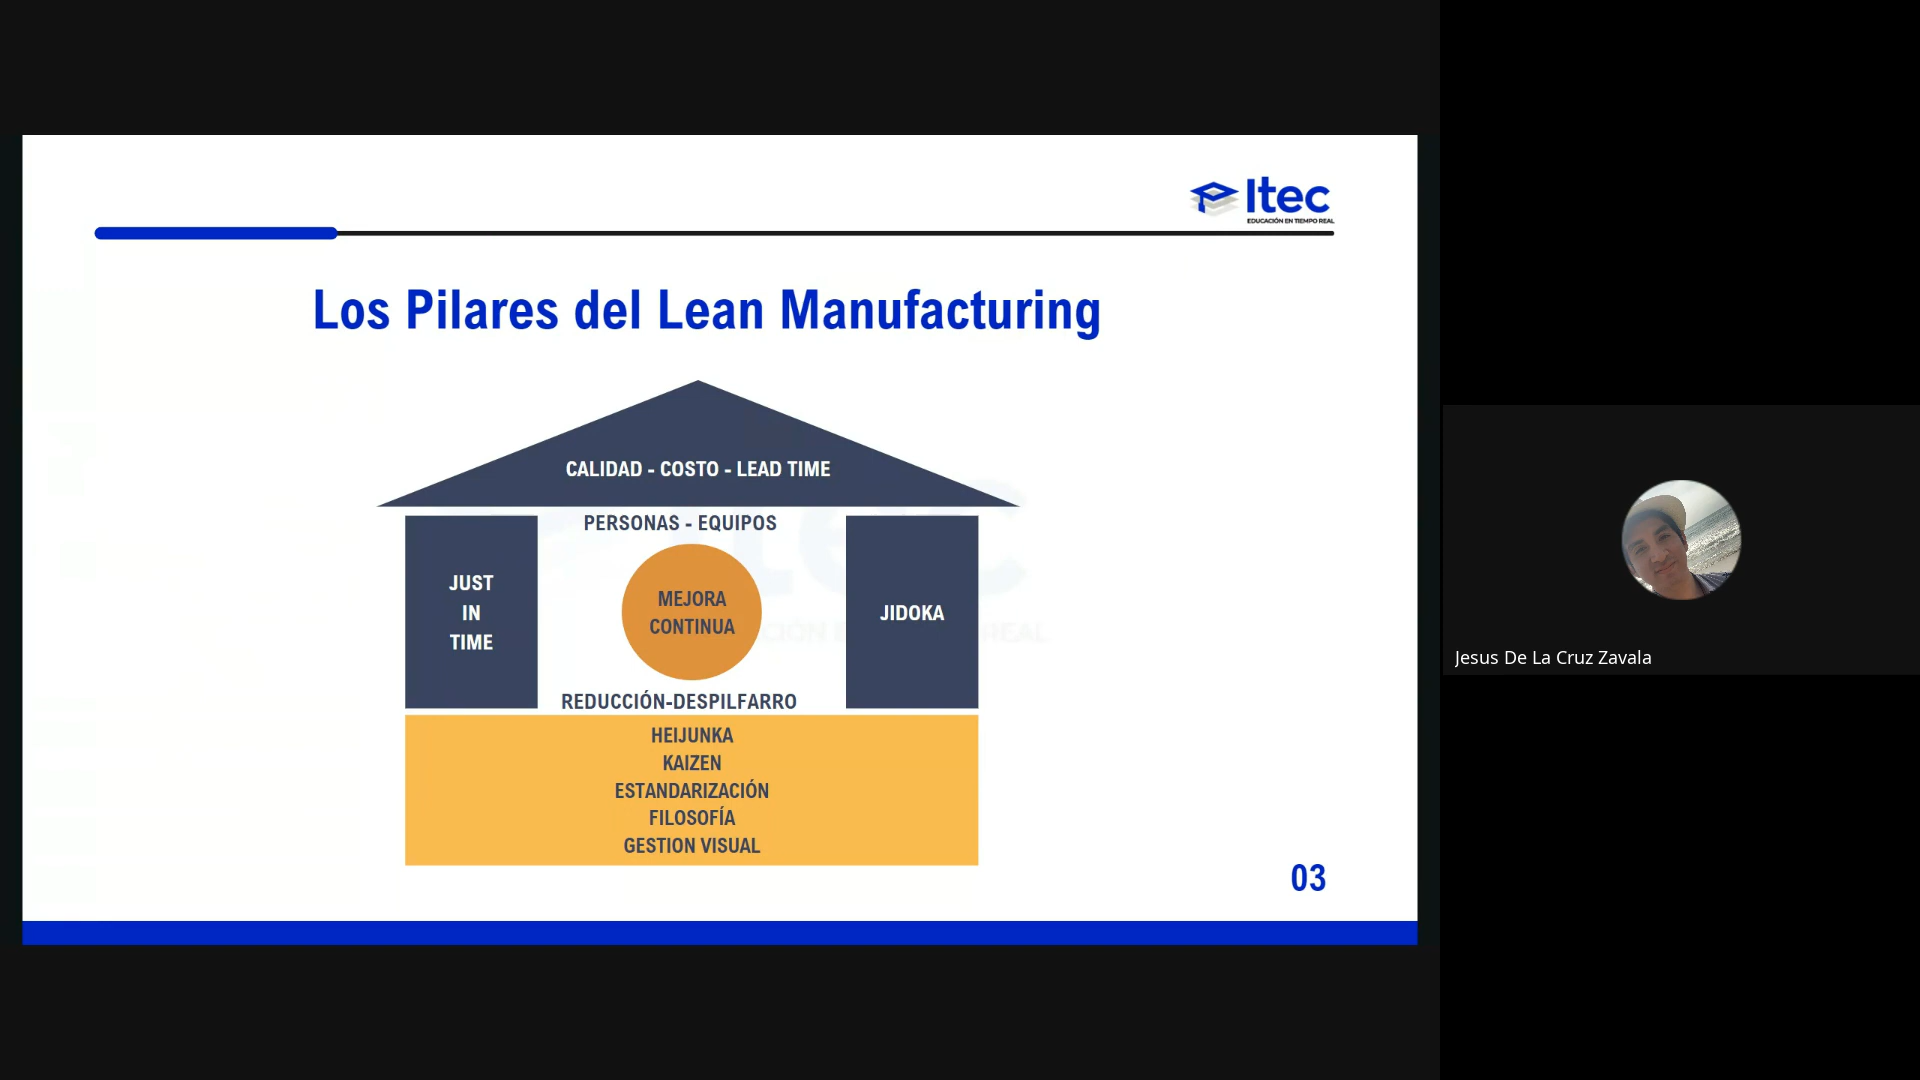 Itec
EDUCACIÓN EN TIEMPO REAL
Los Pilares del Lean Manufacturing
CALIDAD - COSTO - LEAD TIME
PERSONAS - EQUIPOS
JUST
IN
TIME
MEJORA
CONTINUA
JIDOKA
REDUCCIÓN-DESPILFARRO
HEIJUNKA
KAIZEN
ESTANDARIZACIÓN
FILOSOFÍA
GESTION VISUAL
03
Jesus De La Cruz Zavala